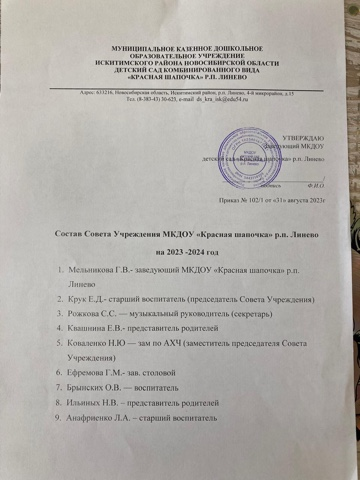 МУНИЦИПАЛЬНОЕ КАЗЕННОЕ ДОШКОЛЬНОЕ
ОБРАЗОВАТЕЛЬНОЕ УЧРЕЖДЕНИЕ
ИСКИТИМСКОГО РАЙОНА НОВОСИБИРСКОЙ ОБЛАСТИ
ДЕТСКИЙ САД КОМБИНИРОВАННОГО ВИДА
«КРАСНАЯ ШАПОЧКА» Р.П. ЛИНЕВО
Адрес: 633216, Новосибирская область, Искитимский район, р.п. Линево, 4-й микрорайон, д.15
Тел. (8-383-43) 30-623, e-mail ds_kra_isk@edu54.ru
УТВЕРЖДАЮ
Заведующий МКДОУ
детский сад «Красная шапочка» р.п. Линево
подпись Ф.И.О
Приказ № 102/1 от «31» августа 2023г
Состав Совета Учреждения МКДОУ «Красная шапочка» р.п. Линево
на 2023 -2024 год
1. Мельникова Г.В.- заведующий МКДОУ «Красная шапочка» р.п.
Линево
2. Крук Е.Д.- старший воспитатель (председатель Совета Учреждения)
3. Рожкова С.С. — музыкальный руководитель (секретарь)
4. Квашнина Е.В.- представитель родителей
5. Коваленко Н.Ю — зам по АХЧ (заместитель председателя Совета
Учреждения)
6. Ефремова Г.М.- зав. столовой
7. Брынских О.В. — воспитатель
8. Ильиных Н.В. – представитель родителей
9. Анафриенко Л.А. – старший воспитатель